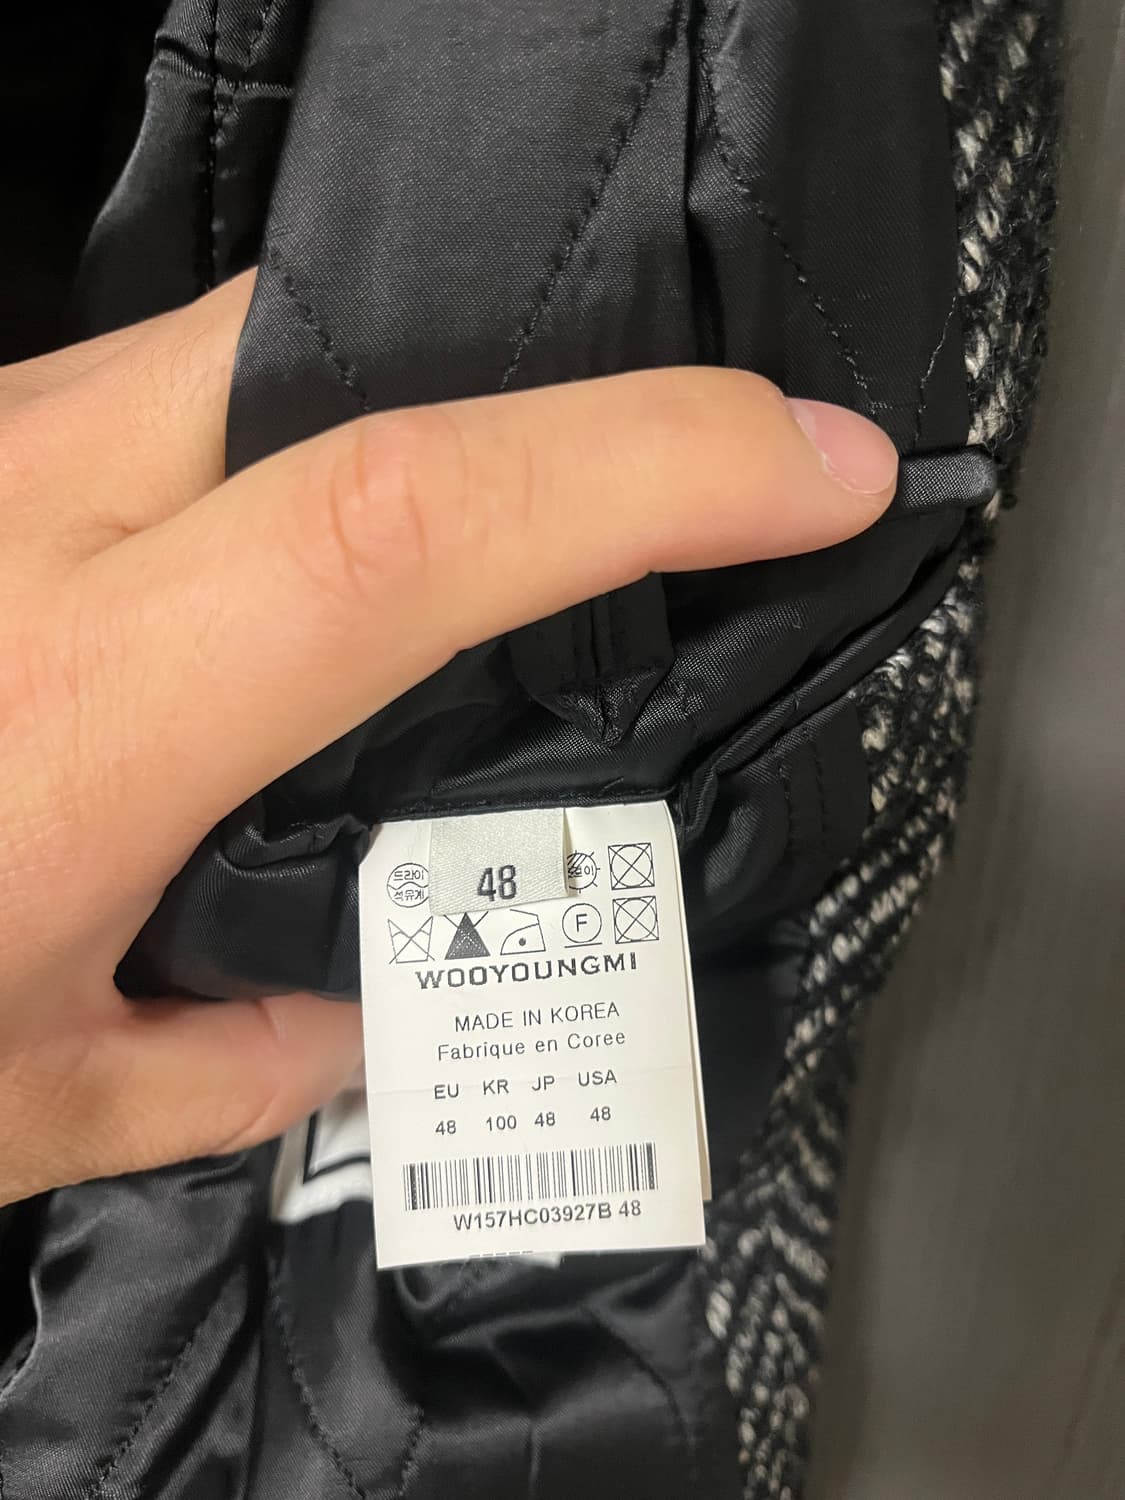 48
드라이
석유계
F
WOOYOUNGMI
MADE IN KOREA
Fabrique en Coree
EU KR JP USA
48 100 48 48
W157HC03927B 48